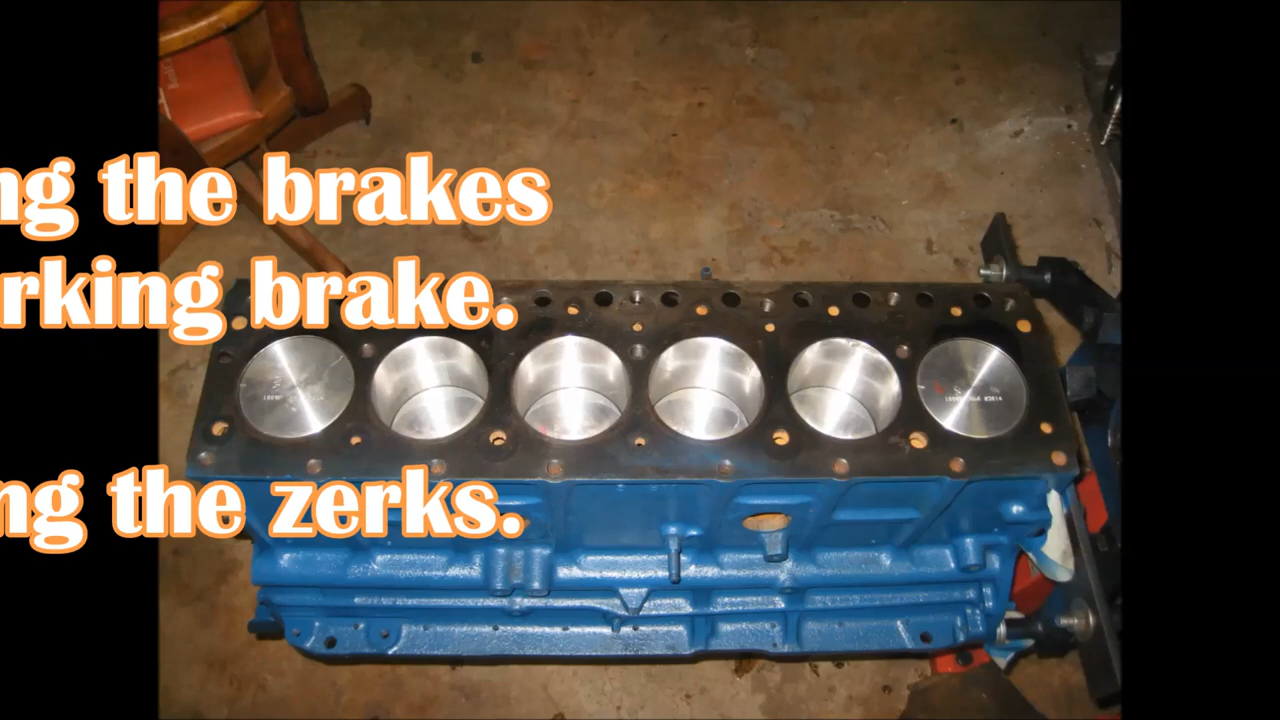 ng the brakes
rking brake.
ng the zerks.